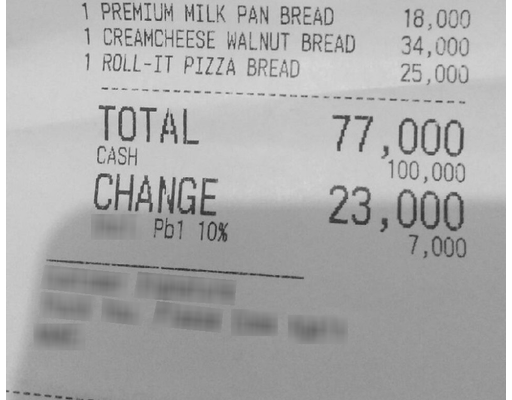 1 PREMIUM MILK PAN BREAD 18,000
1 CREAMCHEESE WALNUT BREAD 34,000
1 ROLL-IT PIZZA BREAD 25,000
TOTAL 77,000
CASH 100,000
CHANGE 23,000
Pb1 10% 7,000